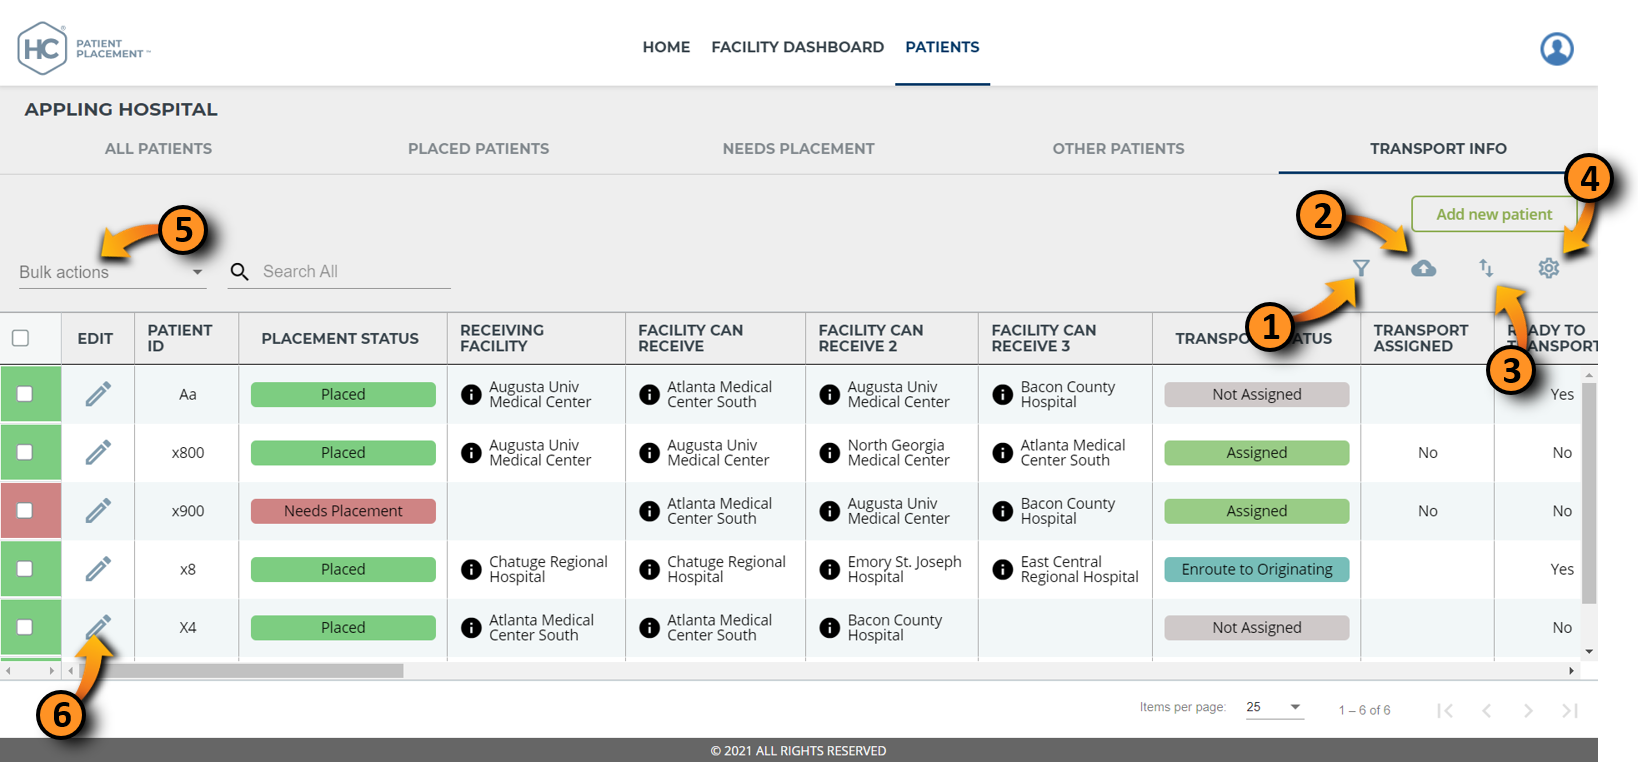 HC® PATIENT
PLACEMENT™
HOME FACILITY DASHBOARD PATIENTS
APPLING HOSPITAL
ALL PATIENTS PLACED PATIENTS NEEDS PLACEMENT OTHER PATIENTS TRANSPORT INFO
4
2
Add new patient
5
Bulk actions Search All
1
3
EDIT
PATIENT
ID
PLACEMENT STATUS
RECEIVING
FACILITY
FACILITY CAN
RECEIVE
FACILITY CAN
RECEIVE 2
FACILITY CAN
RECEIVE 3
TRANSPORT
ASSIGNED
TRANSPORT
Aa
Placed
Augusta Univ
Medical Center
Atlanta Medical
Center South
Augusta Univ
Medical Center
Bacon County
Hospital
Not Assigned
Yes
x800
Placed
Augusta Univ
Medical Center
Augusta Univ
Medical Center
North Georgia
Medical Center
Atlanta Medical
Center South
Assigned
No
No
x900
Needs Placement
Atlanta Medical
Center South
Augusta Univ
Medical Center
Bacon County
Hospital
Assigned
No
No
x8
Placed
Chatuge Regional
Hospital
Chatuge Regional
Hospital
Emory St. Joseph
Hospital
East Central
Regional Hospital
Enroute to Originating
Yes
X4
Placed
Atlanta Medical
Center South
Atlanta Medical
Center South
Bacon County
Hospital
Not Assigned
No
6
Items per page: 25 1 – 6 of 6
© 2021 ALL RIGHTS RESERVED